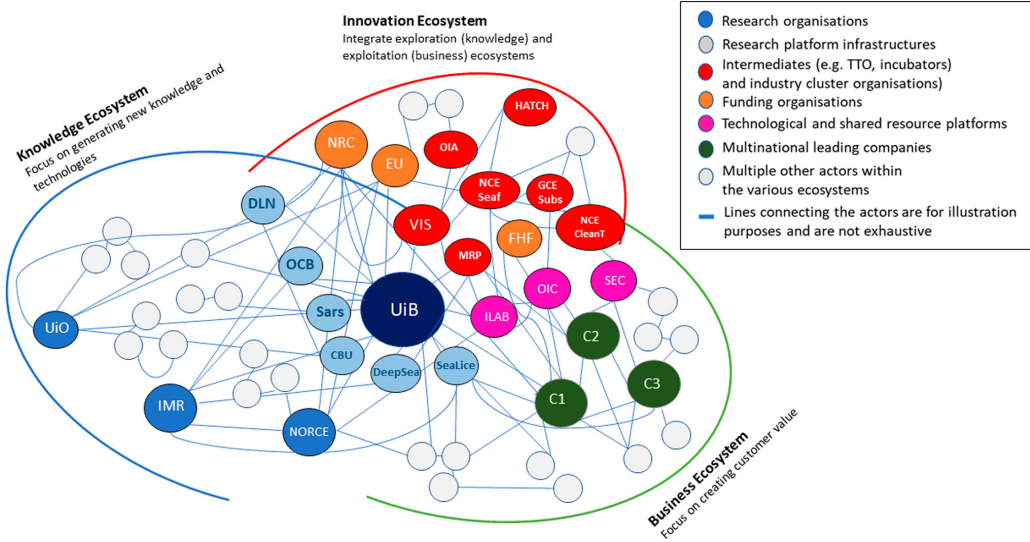 Innovation Ecosystem
Integrate exploration (knowledge) and
exploitation (business) ecosystems
Knowledge Ecosystem
Focus on generating new knowledge and
technologies
Research organisations
Research platform infrastructures
Intermediates (e.g. TTO, incubators)
and industry cluster organisations)
Funding organisations
Technological and shared resource platforms
Multinational leading companies
Multiple other actors within
the various ecosystems
Lines connecting the actors are for illustration
purposes and are not exhaustive
HATCH
NRC
OIA
EU
NCE
Seaf
GCE
Subs
DLN
VIS
NCE
CleanT
FHF
MRP
OCB
OIC
SEC
UiB
Sars
ILAB
UiO
C2
CBU
DeepSea
SeaLice
C3
C1
IMR
NORCE
Business Ecosystem
Focus on creating customer value